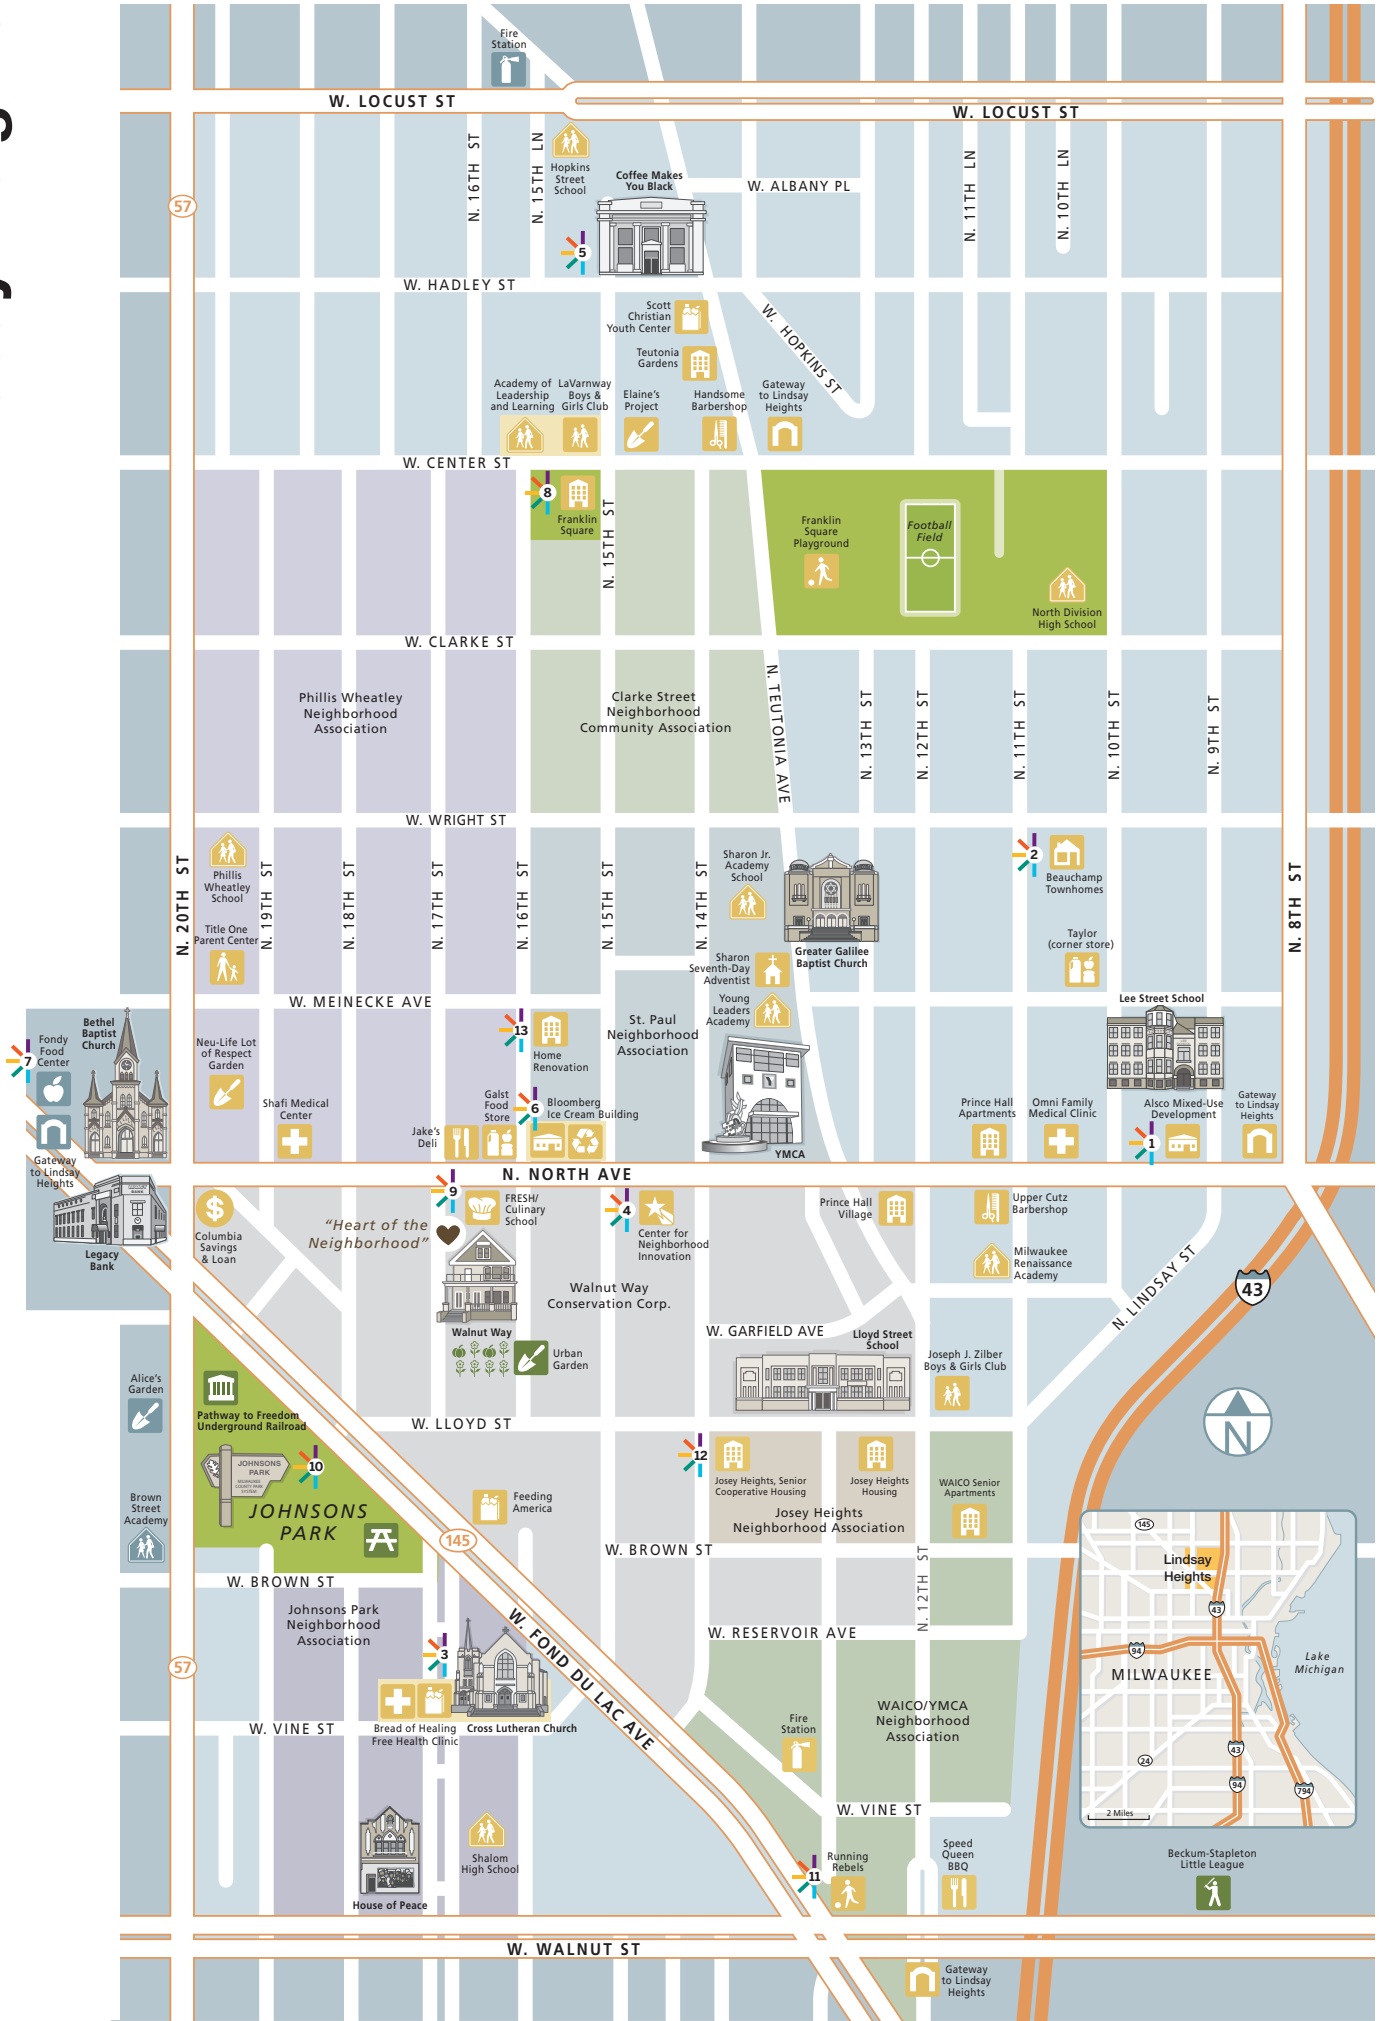 Fire
Station
W. LOCUST ST
W. LOCUST ST
N. 16TH ST
N. 15TH LN
Hopkins
Street
School
Coffee Makes
You Black
W. ALBANY PL
N. 11TH LN
N. 10TH LN
57
5
W. HADLEY ST
Scott
Christian
Youth Center
W. HOPKINS ST
Teutonia
Gardens
Academy of
Leadership
and Learning
LaVarnway
Boys &
Girls Club
Elaine's
Project
Handsome
Barbershop
Gateway
to Lindsay
Heights
W. CENTER ST
8
Franklin
Square
N. 15TH ST
Franklin
Square
Playground
Football
Field
North Division
High School
W. CLARKE ST
Phillis Wheatley
Neighborhood
Association
Clarke Street
Neighborhood
Community Association
N. TEUTONIA AVE
N. 13TH ST
N. 12TH ST
N. 11TH ST
N. 10TH ST
N. 9TH ST
W. WRIGHT ST
N. 20TH ST
Phillis
Wheatley
School
Title One
Parent Center
N. 19TH ST
N. 18TH ST
N. 17TH ST
N. 16TH ST
N. 15TH ST
N. 14TH ST
Sharon Jr.
Academy
School
Greater Galilee
Baptist Church
2
Beauchamp
Townhomes
N. 8TH ST
Taylor
(corner store)
Sharon
Seventh-Day
Adventist
Young
Leaders
Academy
W. MEINECKE AVE
Lee Street School
7
Fondy
Food
Center
Bethel
Baptist
Church
Neu-Life Lot
of Respect
Garden
13
Home
Renovation
St. Paul
Neighborhood
Association
Shafi Medical
Center
Jake's
Deli
Galst
Food
Store
6
Bloomberg
Ice Cream Building
YMCA
Prince Hall
Apartments
Omni Family
Medical Clinic
Alsco Mixed-Use
Development
1
Gateway
to Lindsay
Heights
Gateway
to Lindsay
Heights
N. NORTH AVE
BANK
Legacy
Bank
$
Columbia
Savings
& Loan
"Heart of the
Neighborhood"
9
FRESH/
Culinary
School
4
Center for
Neighborhood
Innovation
Prince Hall
Village
Upper Cutz
Barbershop
Milwaukee
Renaissance
Academy
N. LINDSAY ST
43
Walnut Way
Conservation Corp.
Walnut Way
Urban
Garden
W. GARFIELD AVE
Lloyd Street
School
Joseph J. Zilber
Boys & Girls Club
Alice's
Garden
Pathway to Freedom
Underground Railroad
W. LLOYD ST
N
JOHNSONS
PARK
MILWAUKEE
COUNTY PARK
SYSTEM
10
JOHNSONS
PARK
12
Josey Heights, Senior
Cooperative Housing
Josey Heights
Housing
WAICO Senior
Apartments
Brown
Street
Academy
Feeding
America
Josey Heights
Neighborhood Association
145
W. BROWN ST
W. BROWN ST
N. 12TH ST
Johnsons Park
Neighborhood
Association
W. FOND DU LAC AVE
W. RESERVOIR AVE
3
57
Bread of Healing
Free Health Clinic
Cross Lutheran Church
W. VINE ST
Fire
Station
WAICO/YMCA
Neighborhood
Association
W. VINE ST
145
Lindsay
Heights
43
94
MILWAUKEE
Lake
Michigan
43
24
94
794
2 Miles
House of Peace
Shalom
High School
11
Running
Rebels
Speed
Queen
BBQ
Beckum-Stapleton
Little League
W. WALNUT ST
Gateway
to Lindsay
Heights